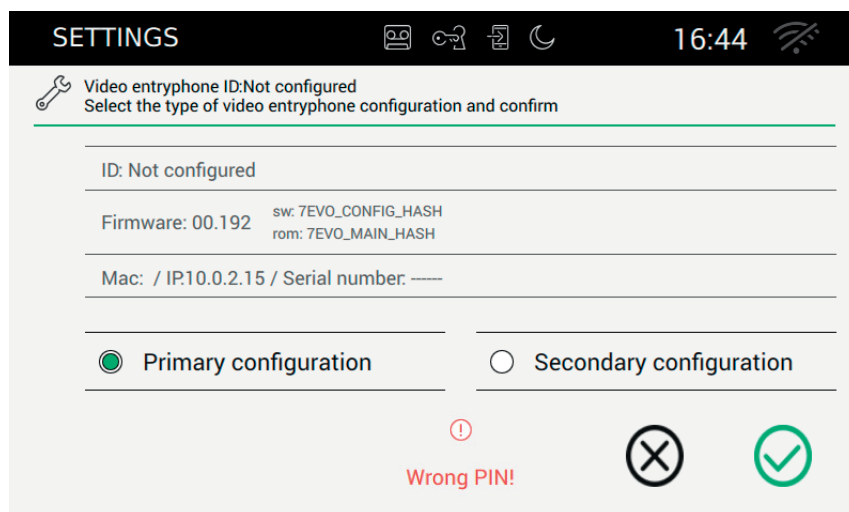 SETTINGS 16:44
Video entryphone ID:Not configured
Select the type of video entryphone configuration and confirm
ID: Not configured
Firmware: 00.192
sw: 7EVO_CONFIG_HASH
rom: 7EVO_MAIN_HASH
Mac: / IP.10.0.2.15 / Serial number: ------
Primary configuration
Secondary configuration
Wrong PIN!